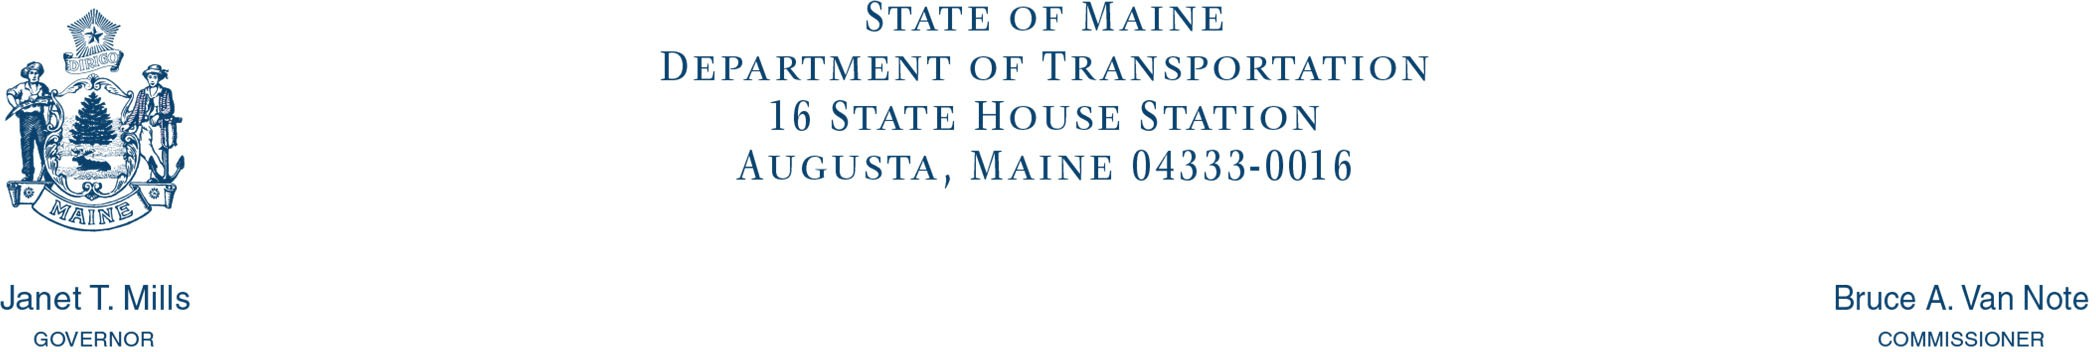 STATE OF MAINE
DEPARTMENT OF TRANSPORTATION
16 STATE HOUSE STATION
AUGUSTA, MAINE 04333-0016
DIRIGO
MAINE
Janet T. Mills
GOVERNOR
Bruce A. Van Note
COMMISSIONER